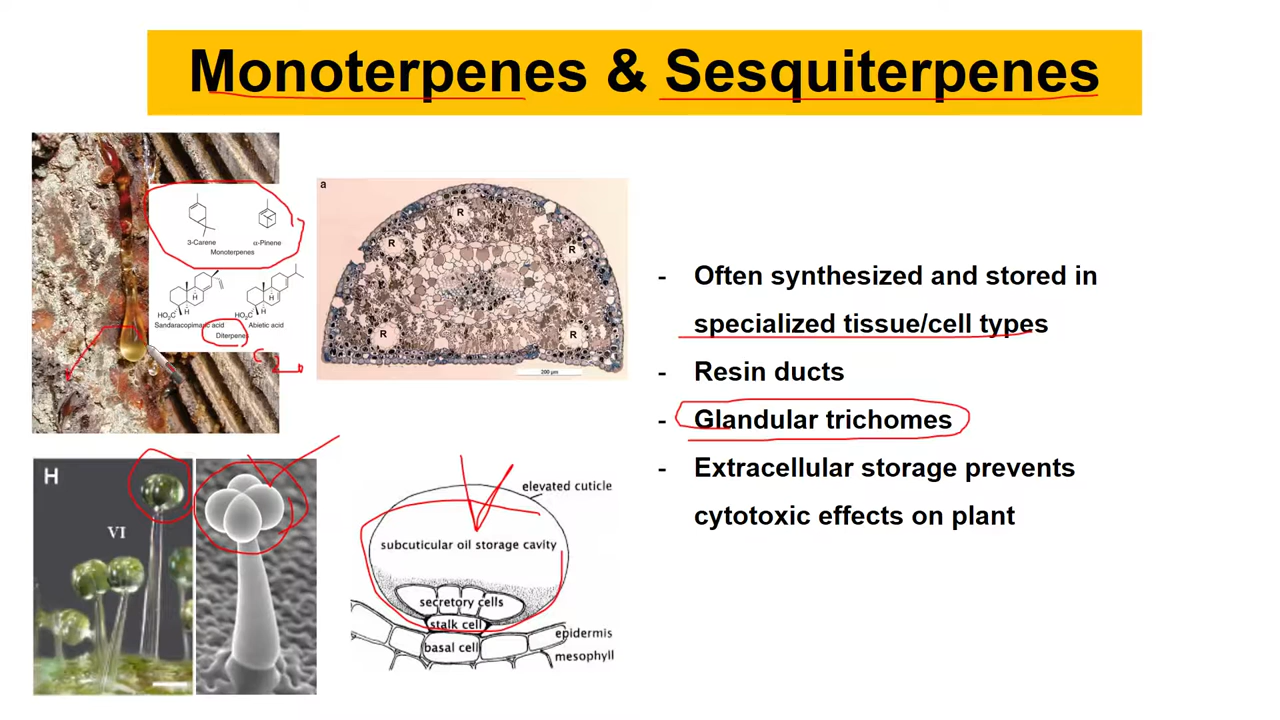 Monoterpenes & Sesquiterpenes
3-Carene
α-Pinene
Monoterpenes
H
H
HO₂C
H
HO₂C
H
Sandaracopimaric acid
Abietic acid
Diterpenes
a
R
R
R
R
R
200 μm
- Often synthesized and stored in
specialized tissue/cell types
- Resin ducts
- Glandular trichomes
- Extracellular storage prevents
cytotoxic effects on plant
H
VI
elevated cuticle
subcuticular oil storage cavity
secretory cells
stalk cell
basal cell
epidermis
mesophyll